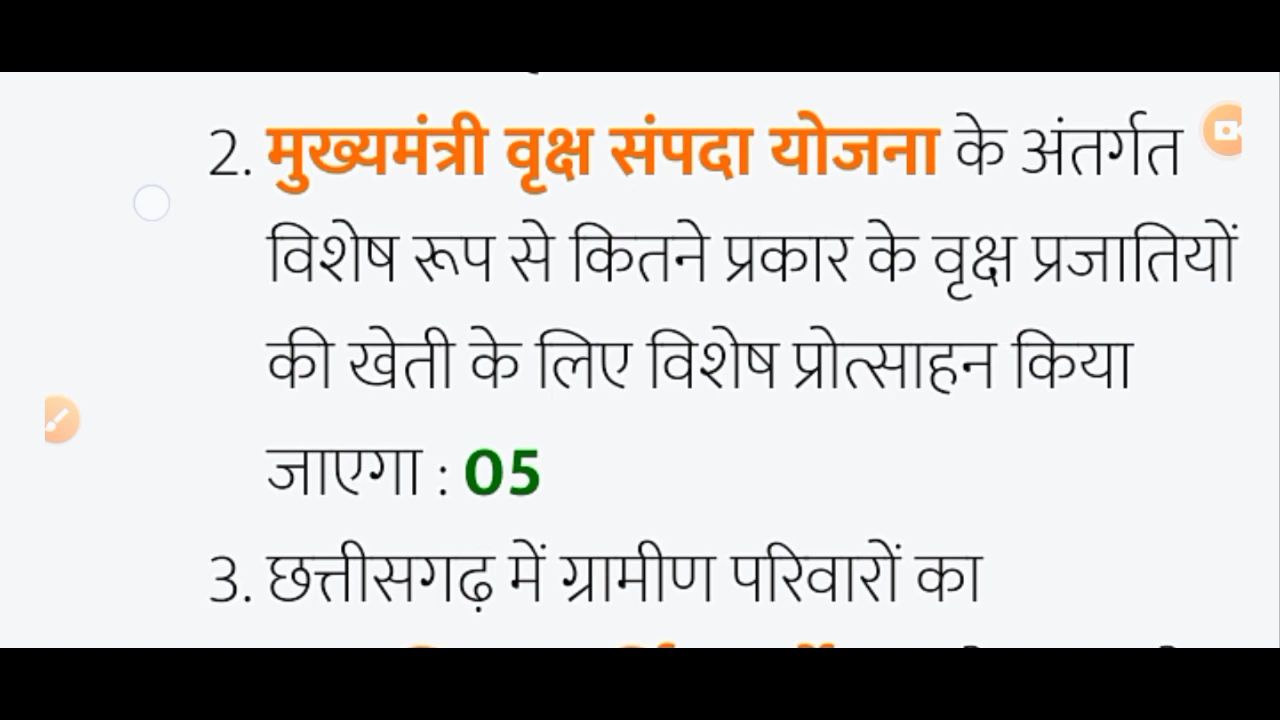 2. मुख्यमंत्री वृक्ष संपदा योजना के अंतर्गत
विशेष रूप से कितने प्रकार के वृक्ष प्रजातियों
की खेती के लिए विशेष प्रोत्साहन किया
जाएगा : 05
3. छत्तीसगढ़ में ग्रामीण परिवारों का